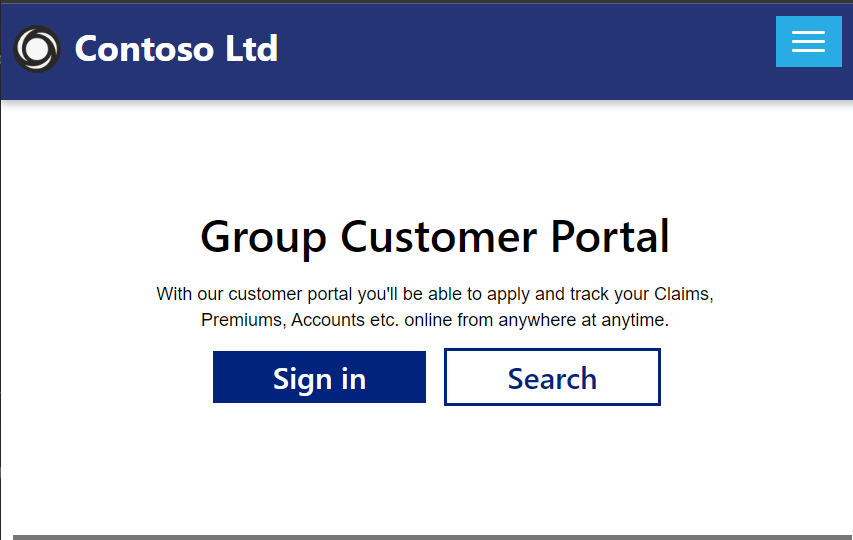 Contoso Ltd
Group Customer Portal
With our customer portal you'll be able to apply and track your Claims,
Premiums, Accounts etc. online from anywhere at anytime.
Sign in
Search